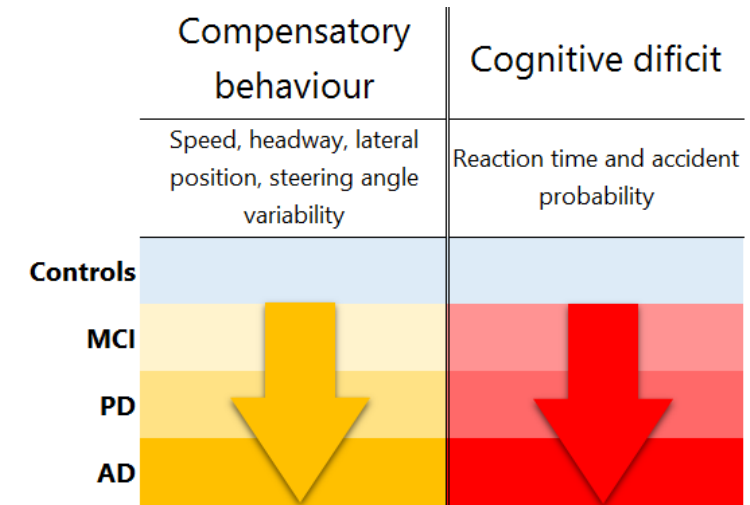 Compensatory
behaviour
Cognitive dificit
Speed, headway, lateral
position, steering angle
variability
Reaction time and accident
probability
Controls
MCI
PD
AD